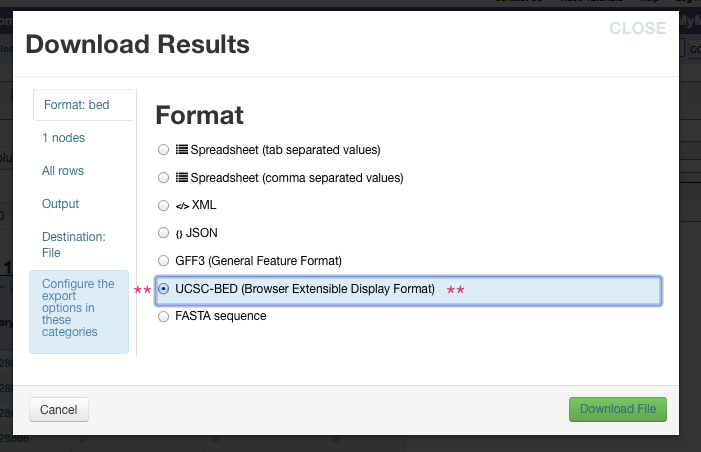 CLOSE
Download Results
Format: bed
1 nodes
All rows
Output
Destination:
File
Configure the
export
options in
these
categories
Format
Spreadsheet (tab separated values)
Spreadsheet (comma separated values)
</> XML
{} JSON
GFF3 (General Feature Format)
** UCSC-BED (Browser Extensible Display Format) **
FASTA sequence
Cancel
Download File